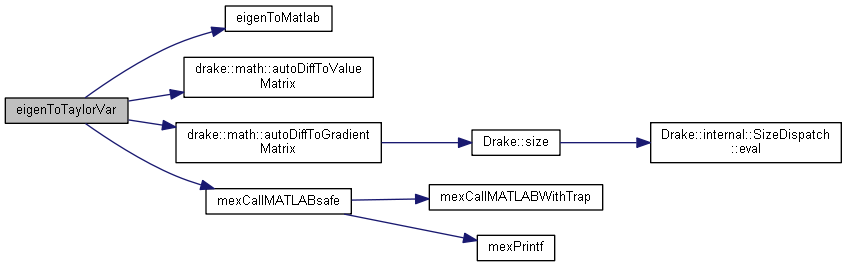 eigenToMatlab
drake::math::autoDiffToValue
Matrix
eigenToTaylorVar
drake::math::autoDiffToGradient
Matrix
Drake::size
Drake::internal::SizeDispatch
::eval
mexCallMATLABsafe
mexCallMATLABWithTrap
mexPrintf